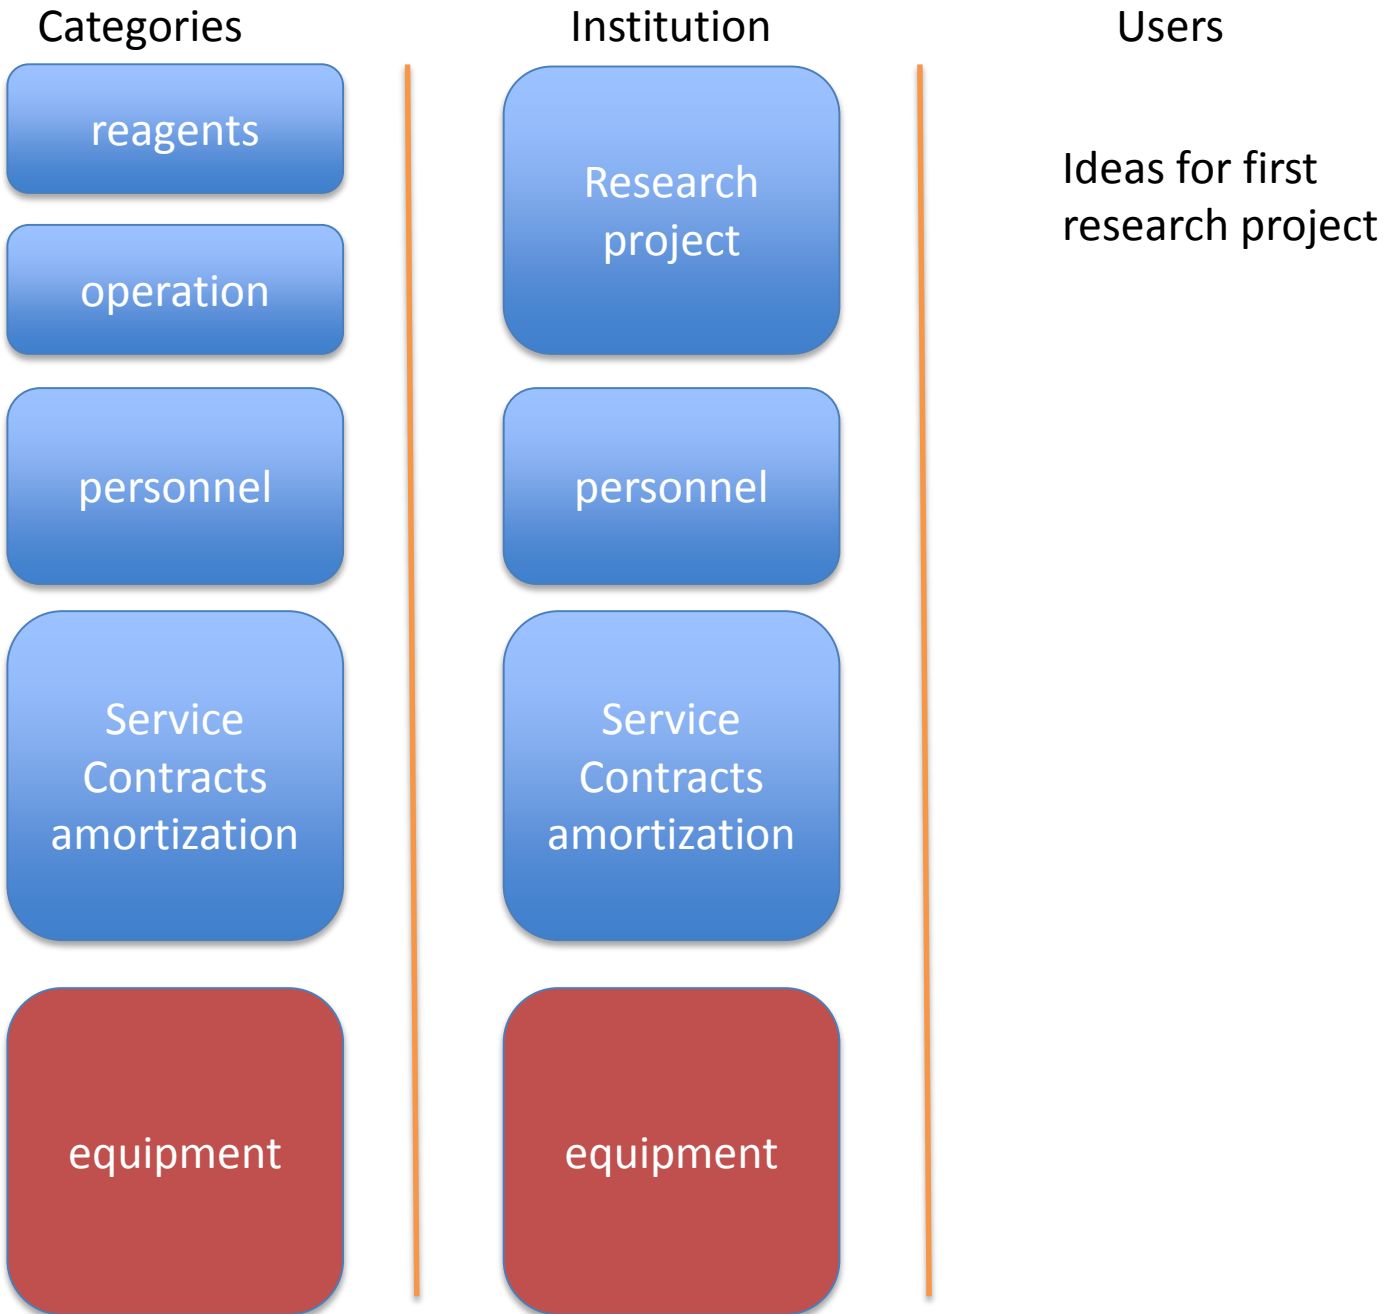 Categories
reagents
operation
personnel
Service
Contracts
amortization
equipment
Institution
Research
project
personnel
Service
Contracts
amortization
equipment
Users
Ideas for first
research project